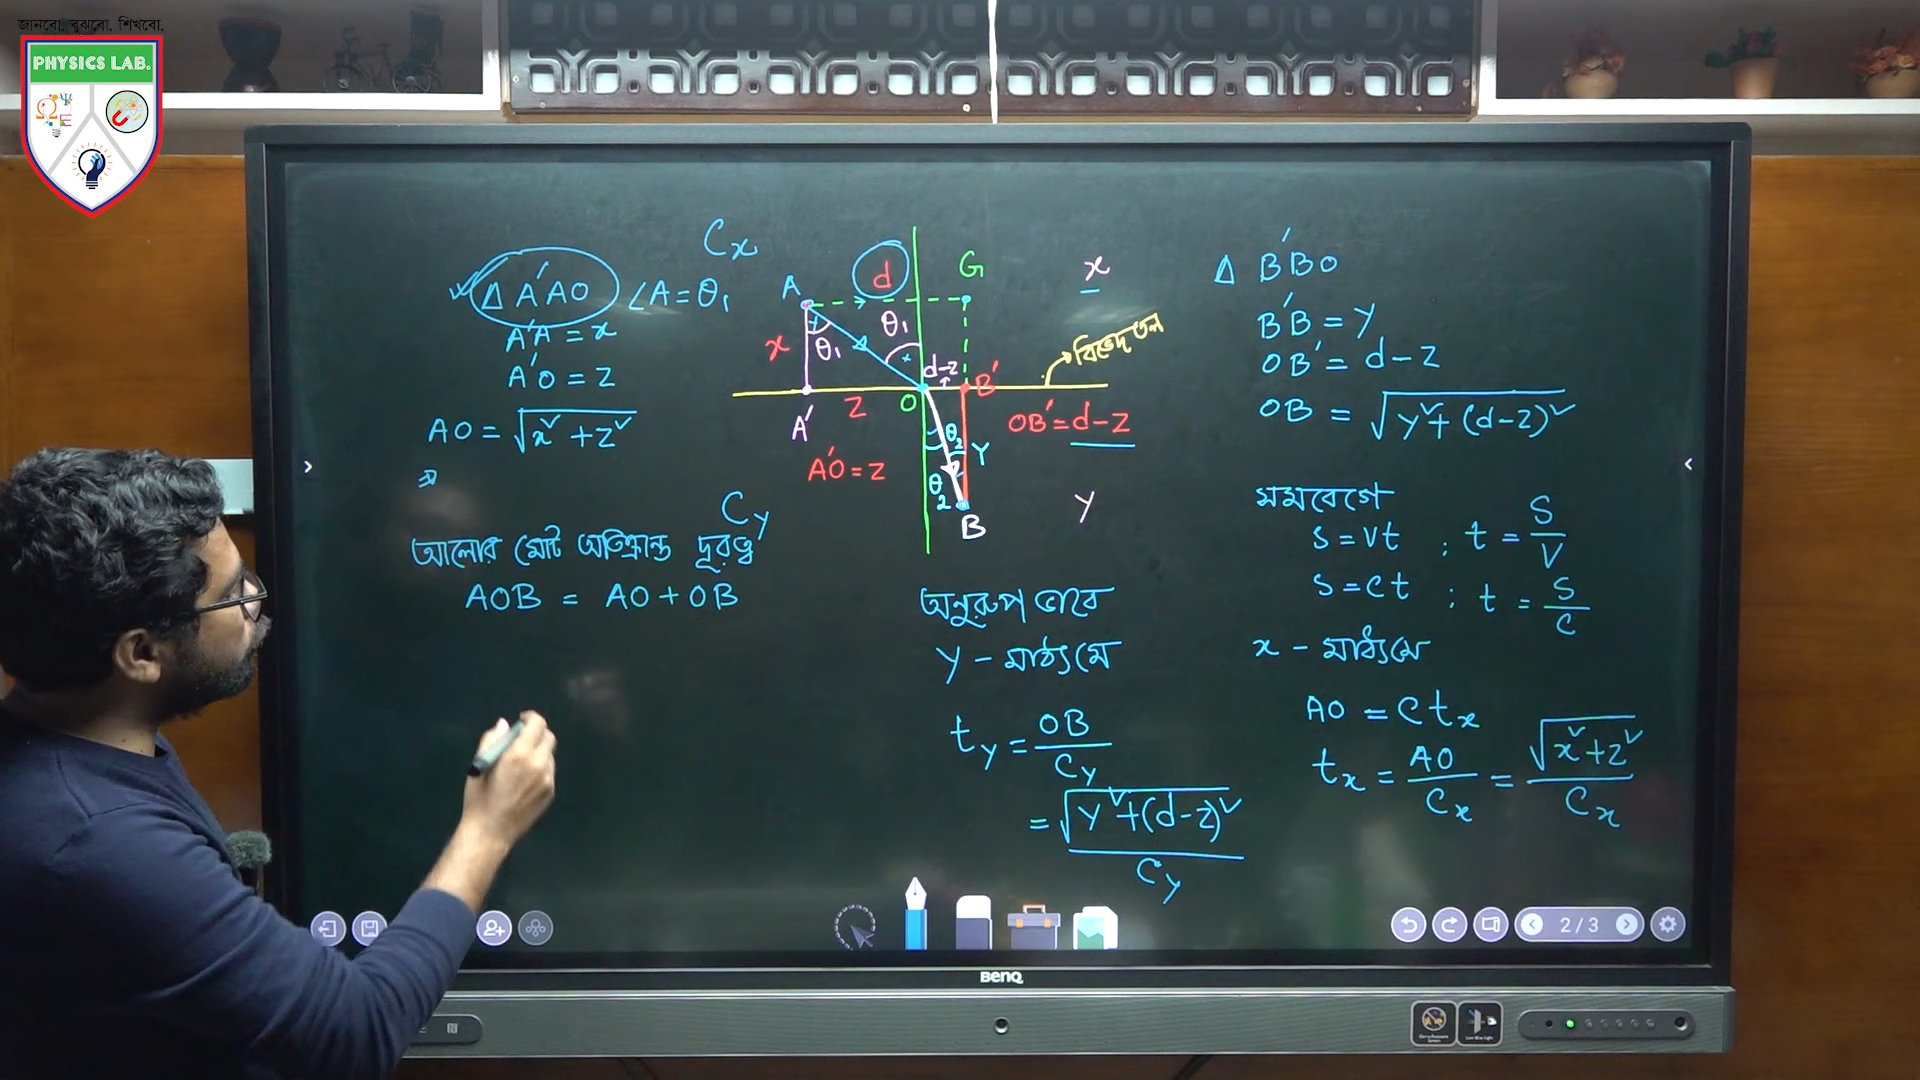 জানবো. বুঝবো. শিখবো.
PHYSICS LAB.
Δ A'AO ∠A = θ₁
A'A = x
A'O = z
AO = √x² + z²
⇒
Cx
Cy
আলোর মোট অতিক্রান্ত দূরত্ব
AOB = AO + OB
A
d
G
x
x
θ₁
θ₁
d-z
B'
বিভেদ তল
A'
z
O
OB' = d-z
A'O = z
θ₂
Y
θ₂
B
Y
অনুরূপ ভাবে
Y - মাধ্যমে
tY = OB / CY
= √Y² + (d-z)² / CY
Δ B'BO
B'B = Y
OB' = d - z
OB = √Y² + (d-z)²
সমবেগে
S = vt ; t = S / V
S = ct ; t = S / C
x - মাধ্যমে
AO = c tx
tx = AO / Cx = √x² + z² / Cx
2 / 3
BenQ